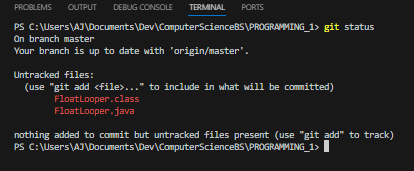 PROBLEMS OUTPUT DEBUG CONSOLE TERMINAL PORTS
PS C:\Users\AJ\Documents\Dev\ComputerScienceBS\PROGRAMMING_1> git status
On branch master
Your branch is up to date with 'origin/master'.
Untracked files:
(use "git add <file>..." to include in what will be committed)
FloatLooper.class
FloatLooper.java
nothing added to commit but untracked files present (use "git add" to track)
PS C:\Users\AJ\Documents\Dev\ComputerScienceBS\PROGRAMMING_1>